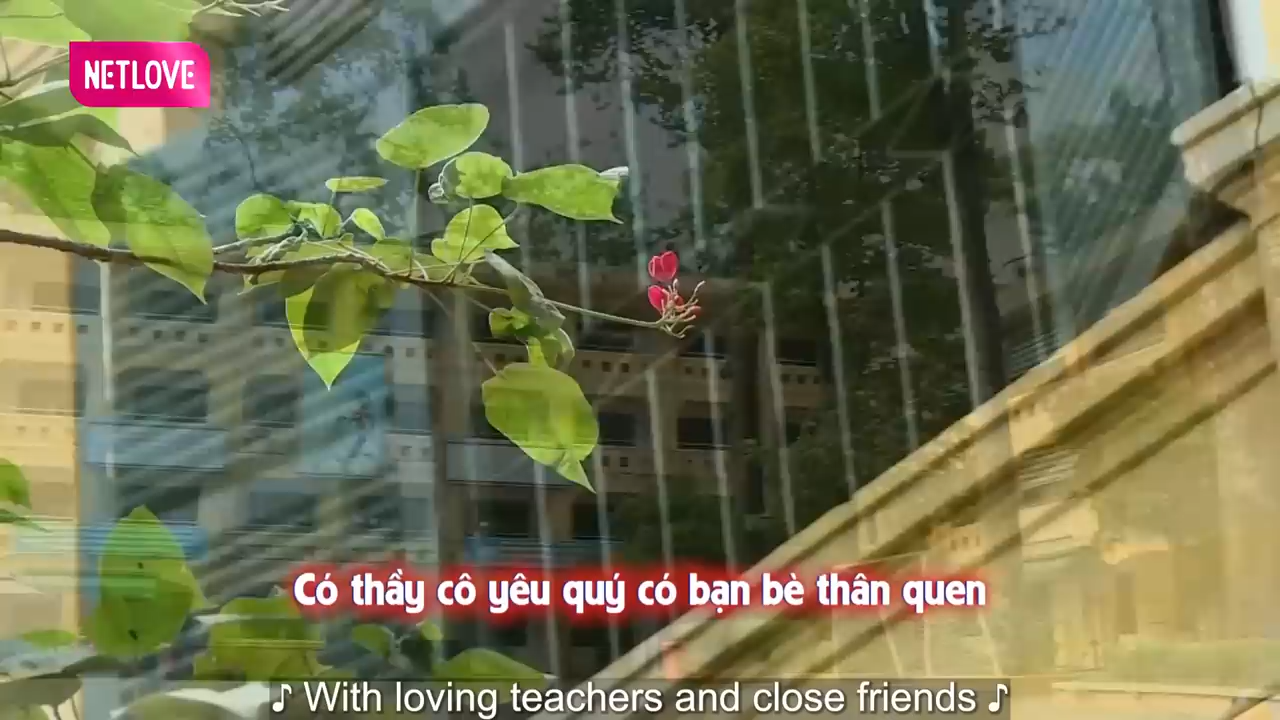 NETLOVE
Có thầy cô yêu quý có bạn bè thân quen
♪ With loving teachers and close friends ♪